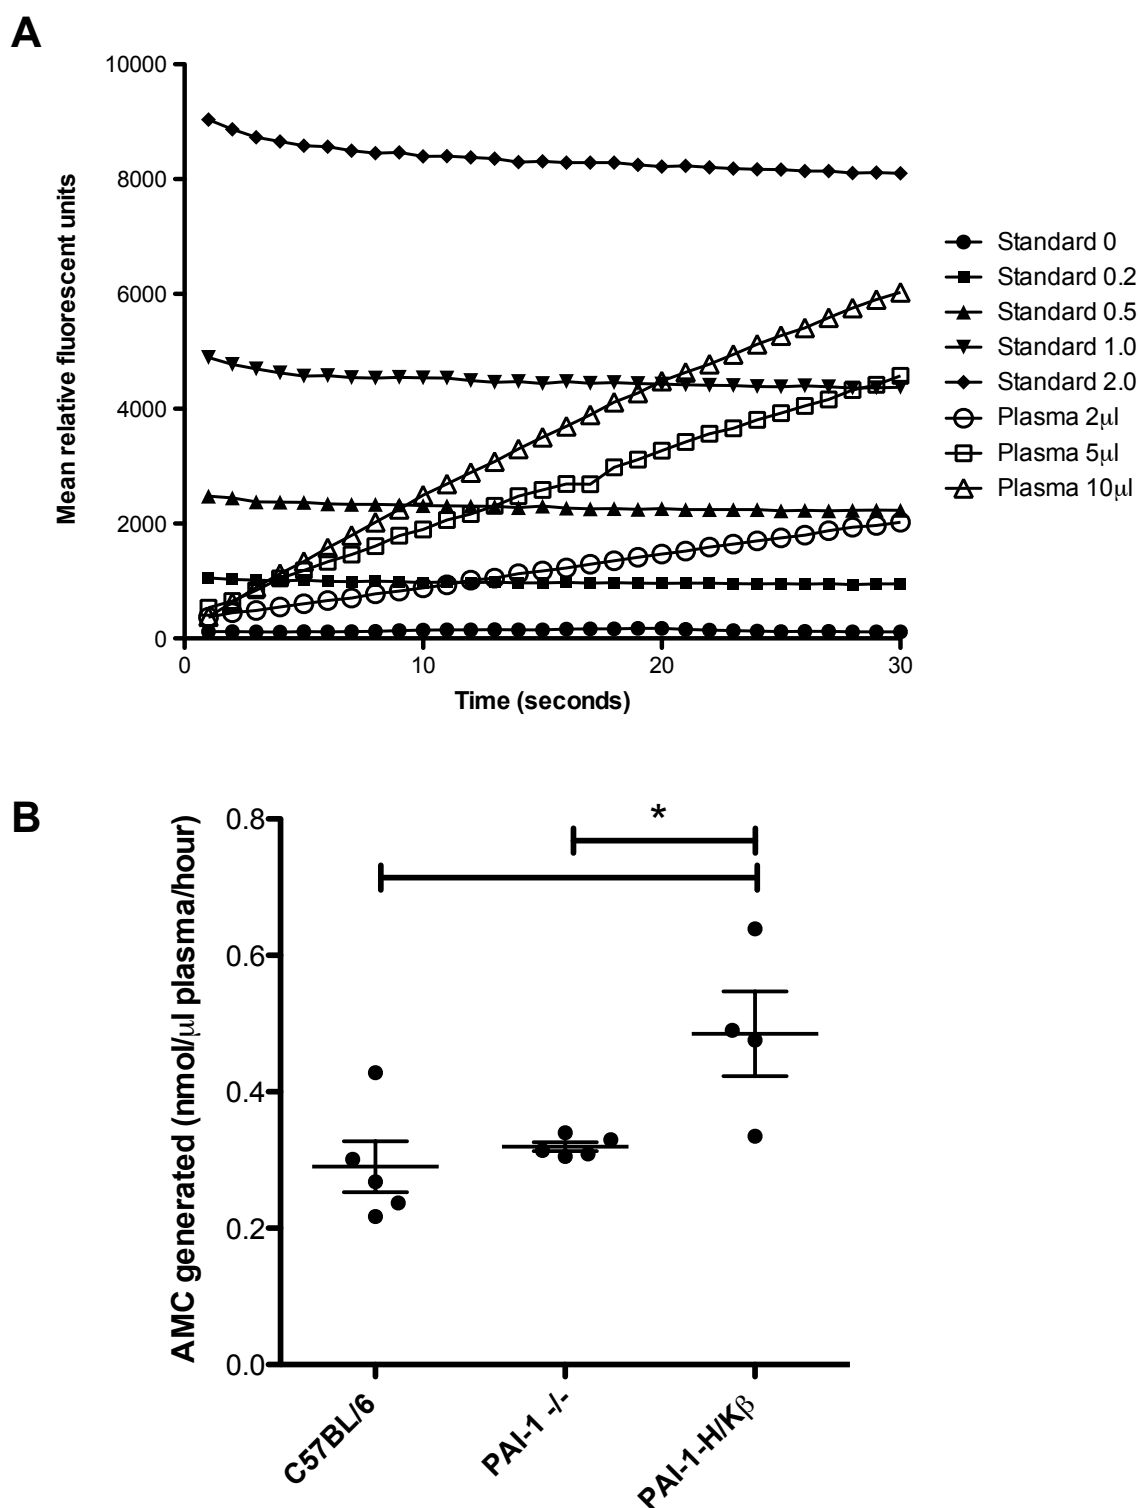 A
Mean relative fluorescent units
10000
8000
6000
4000
2000
0
0 10 20 30
Time (seconds)
Standard 0
Standard 0.2
Standard 0.5
Standard 1.0
Standard 2.0
Plasma 2μl
Plasma 5μl
Plasma 10μl
B
AMC generated (nmol/μl plasma/hour)
0.8
0.6
0.4
0.2
0.0
*
C57BL/6
PAI-1 -/-
PAI-1-H/Kβ